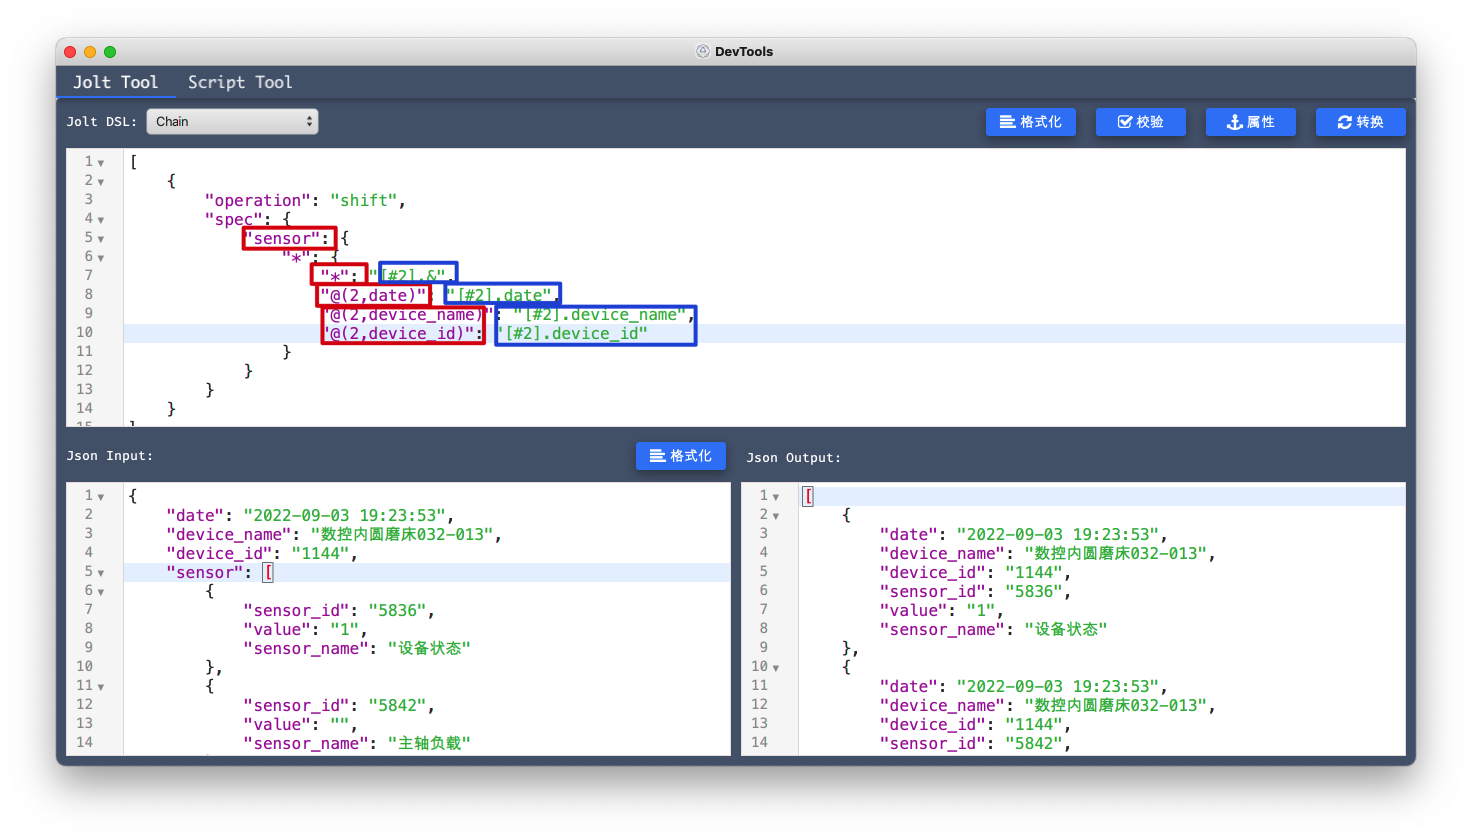 DevTools
Jolt Tool Script Tool
Jolt DSL: Chain 格式化 校验 属性 转换
1 [
2 {
3 "operation": "shift",
4 "spec": {
5 "sensor": {
6 "*": {
7 "*": "[#2].&",
8 "@(2,date)": "[#2].date",
9 "@(2,device_name)": "[#2].device_name",
10 "@(2,device_id)": "[#2].device_id"
11 }
12 }
13 }
14 }
15 ]
Json Input: 格式化
1 {
2 "date": "2022-09-03 19:23:53",
3 "device_name": "数控内圆磨床032-013",
4 "device_id": "1144",
5 "sensor": [
6 {
7 "sensor_id": "5836",
8 "value": "1",
9 "sensor_name": "设备状态"
10 },
11 {
12 "sensor_id": "5842",
13 "value": "",
14 "sensor_name": "主轴负载"
Json Output:
1 [
2 {
3 "date": "2022-09-03 19:23:53",
4 "device_name": "数控内圆磨床032-013",
5 "device_id": "1144",
6 "sensor_id": "5836",
7 "value": "1",
8 "sensor_name": "设备状态"
9 },
10 {
11 "date": "2022-09-03 19:23:53",
12 "device_name": "数控内圆磨床032-013",
13 "device_id": "1144",
14 "sensor_id": "5842",